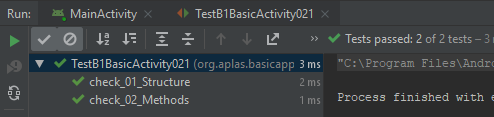 Run: MainActivity TestB1BasicActivity021
Tests passed: 2 of 2 tests – 3
TestB1BasicActivity021 (org.aplas.basicapp 3 ms
check_01_Structure 2 ms
check_02_Methods 1 ms
"C:\Program Files\Andro
Process finished with e